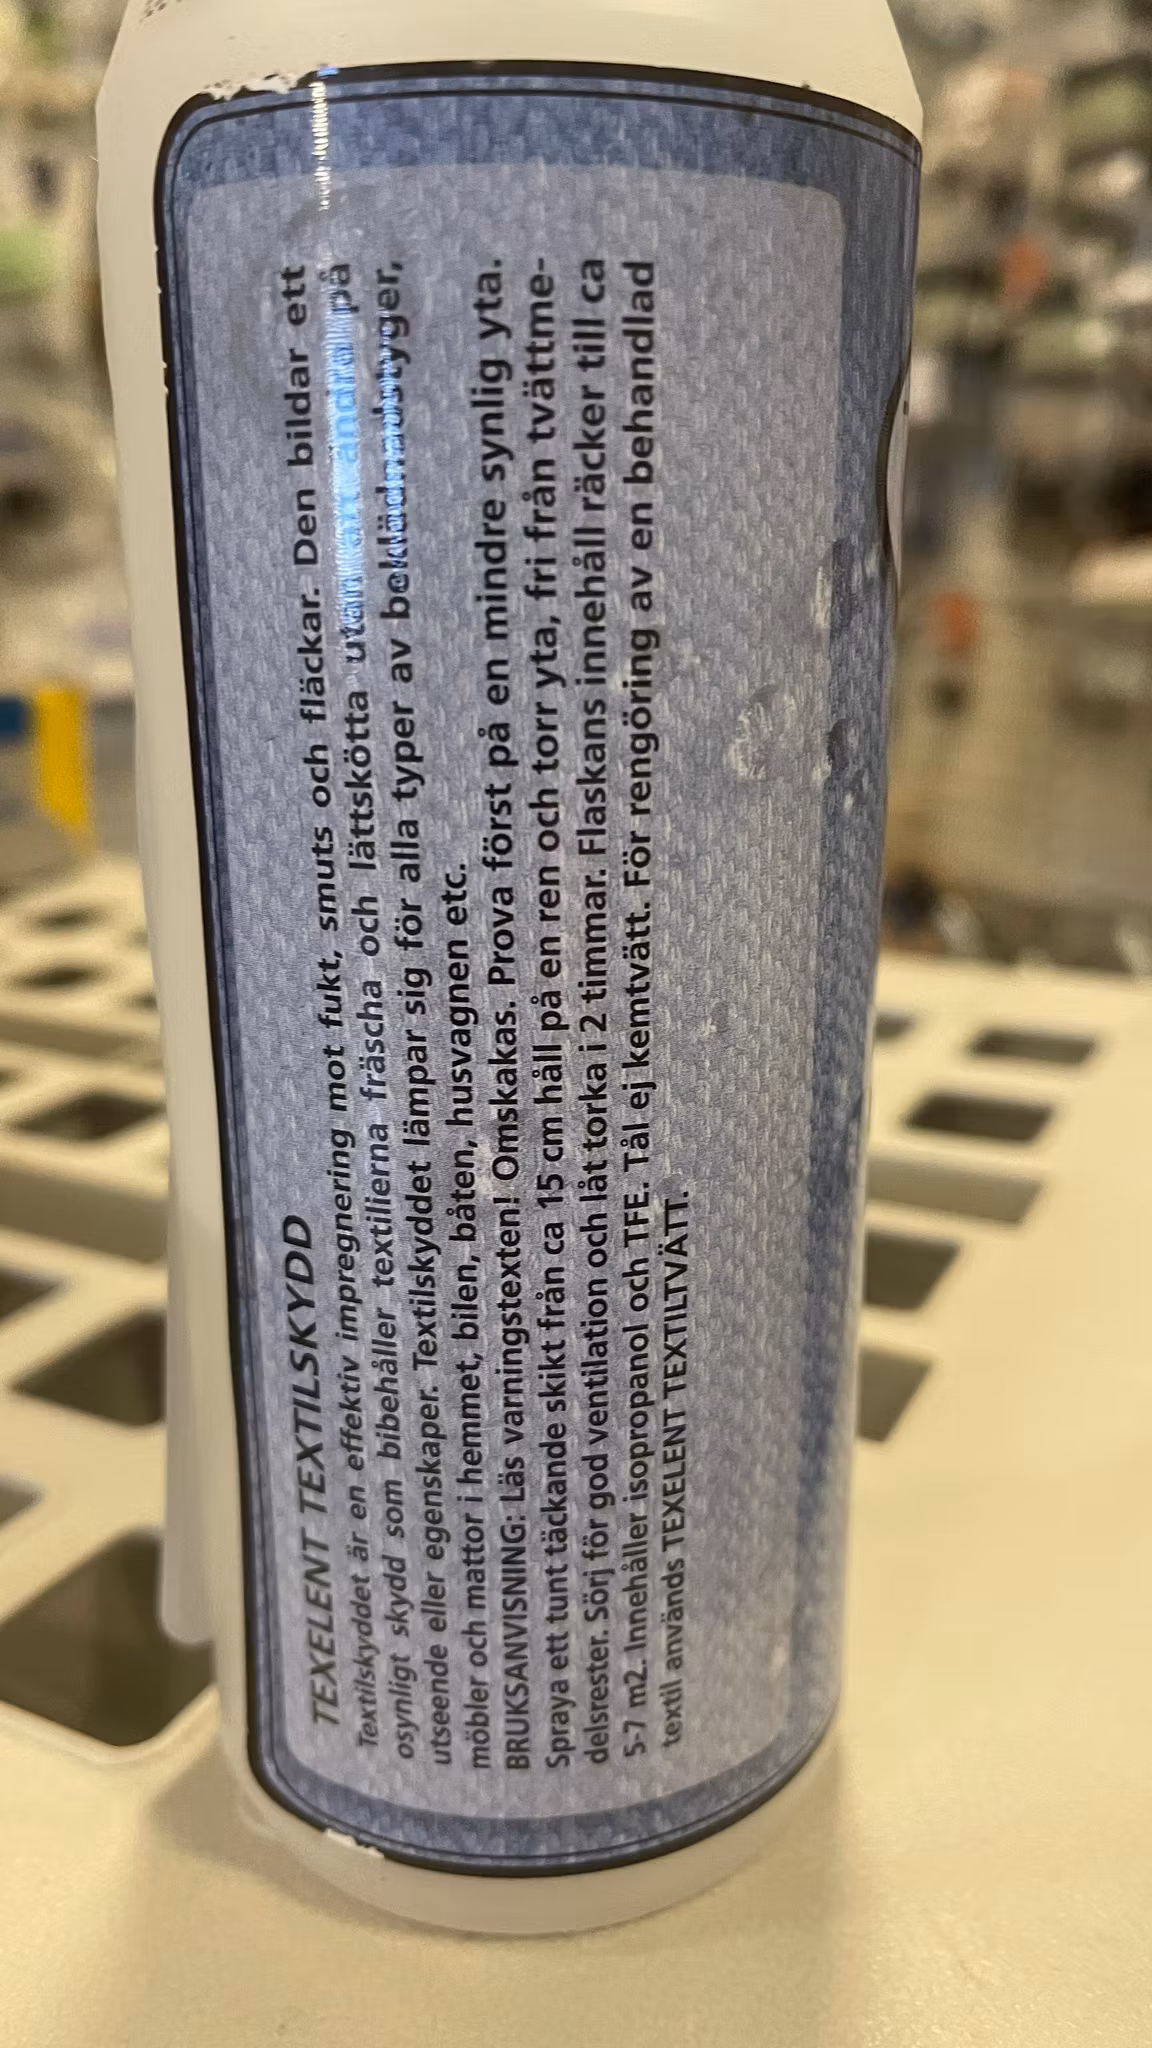 TEXELENT TEXTILSKYDD
Textilskyddet är en effektiv impregnering mot fukt, smuts och fläckar. Den bildar ett
osynligt skydd som bibehåller textilierna fräscha och lättskötta utan att ändra på
utseende eller egenskaper. Textilskyddet lämpar sig för alla typer av beklädnadstyger,
möbler och mattor i hemmet, bilen, båten, husvagnen etc.
BRUKSANVISNING: Läs varningstexten! Omskakas. Prova först på en mindre synlig yta.
Spraya ett tunt täckande skikt från ca 15 cm håll på en ren och torr yta, fri från tvättme-
delsrester. Sörj för god ventilation och låt torka i 2 timmar. Flaskans innehåll räcker till ca
5-7 m2. Innehåller isopropanol och TFE. Tål ej kemtvätt. För rengöring av en behandlad
textil används TEXELENT TEXTILTVÄTT.